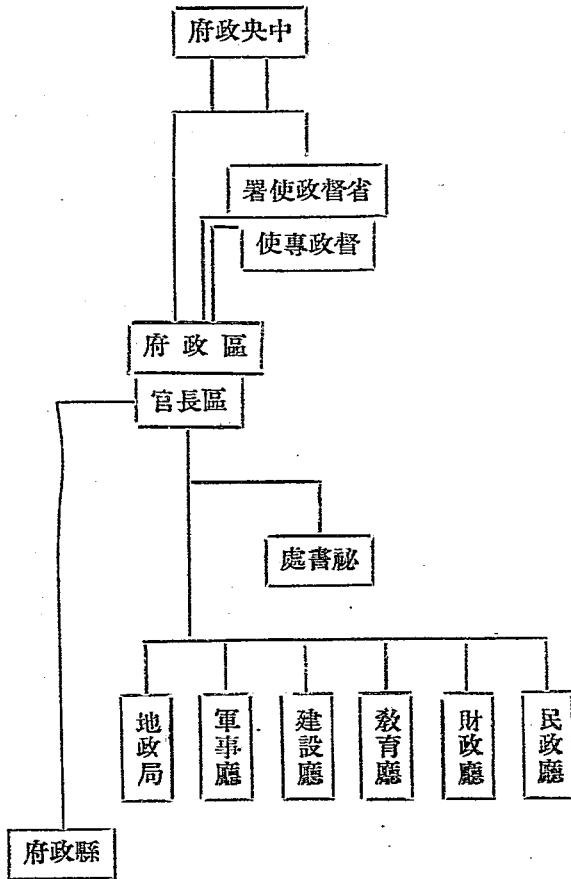 中央政府
省督政使署
督政專使
區政府
區長官
祕書處
民政廳
財政廳
敎育廳
建設廳
軍事廳
地政局
縣政府